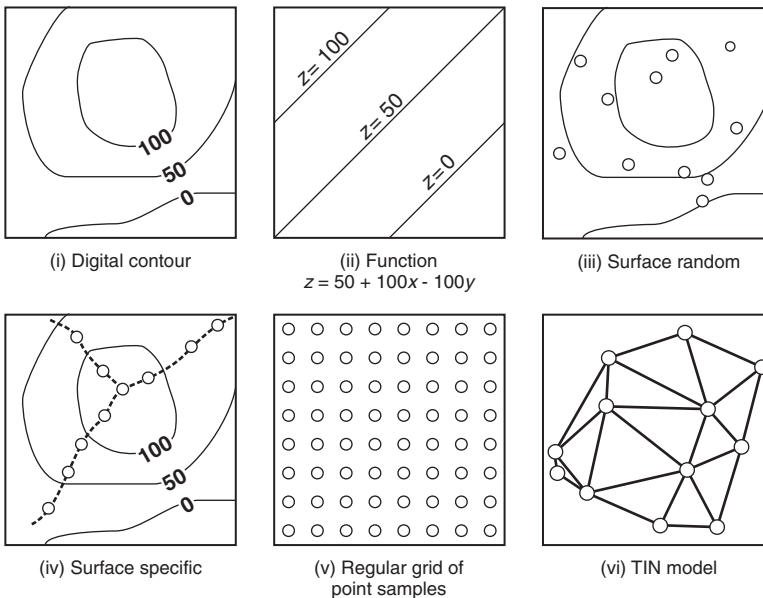 100
50
0
(i) Digital contour
z = 100
z = 50
z = 0
(ii) Function
z = 50 + 100x - 100y
(iii) Surface random
100
50
0
(iv) Surface specific
(v) Regular grid of
point samples
(vi) TIN model